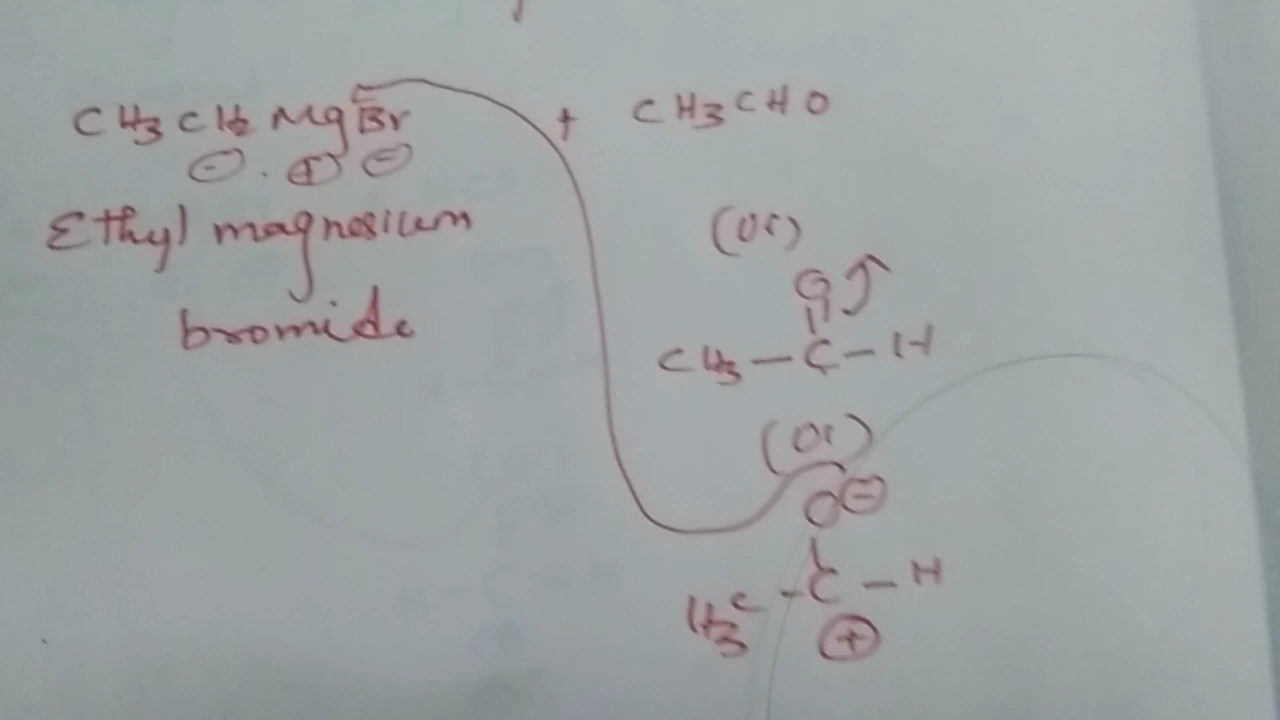 CH3CH2MgBr + CH3CHO
⊖ . ⊕ ⊖
Ethyl magnesium
bromide
(or)
O
||
CH3 — C — H
(or)
O⊖
|
H3C - C - H
⊕